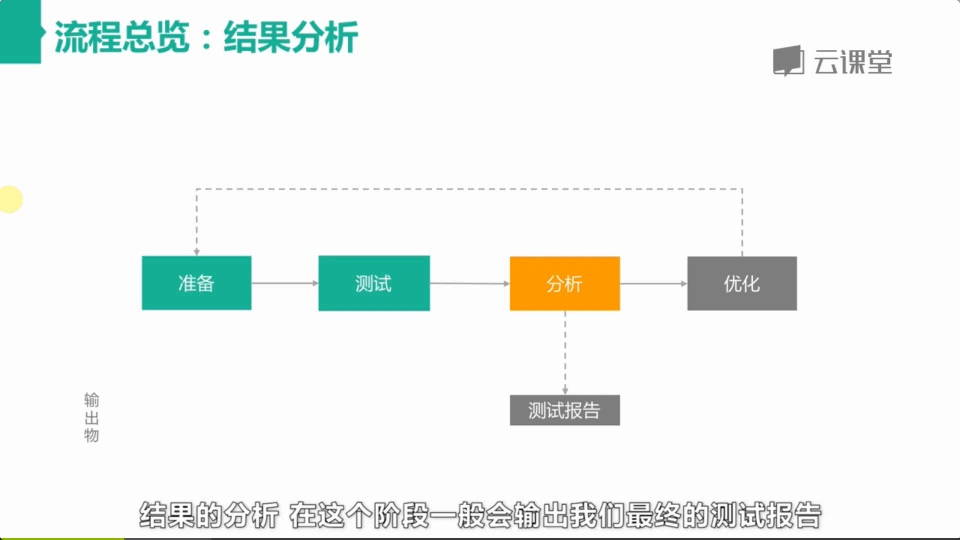 流程总览：结果分析
云课堂
准备
测试
分析
优化
输出物
测试报告
结果的分析 在这个阶段一般会输出我们最终的测试报告